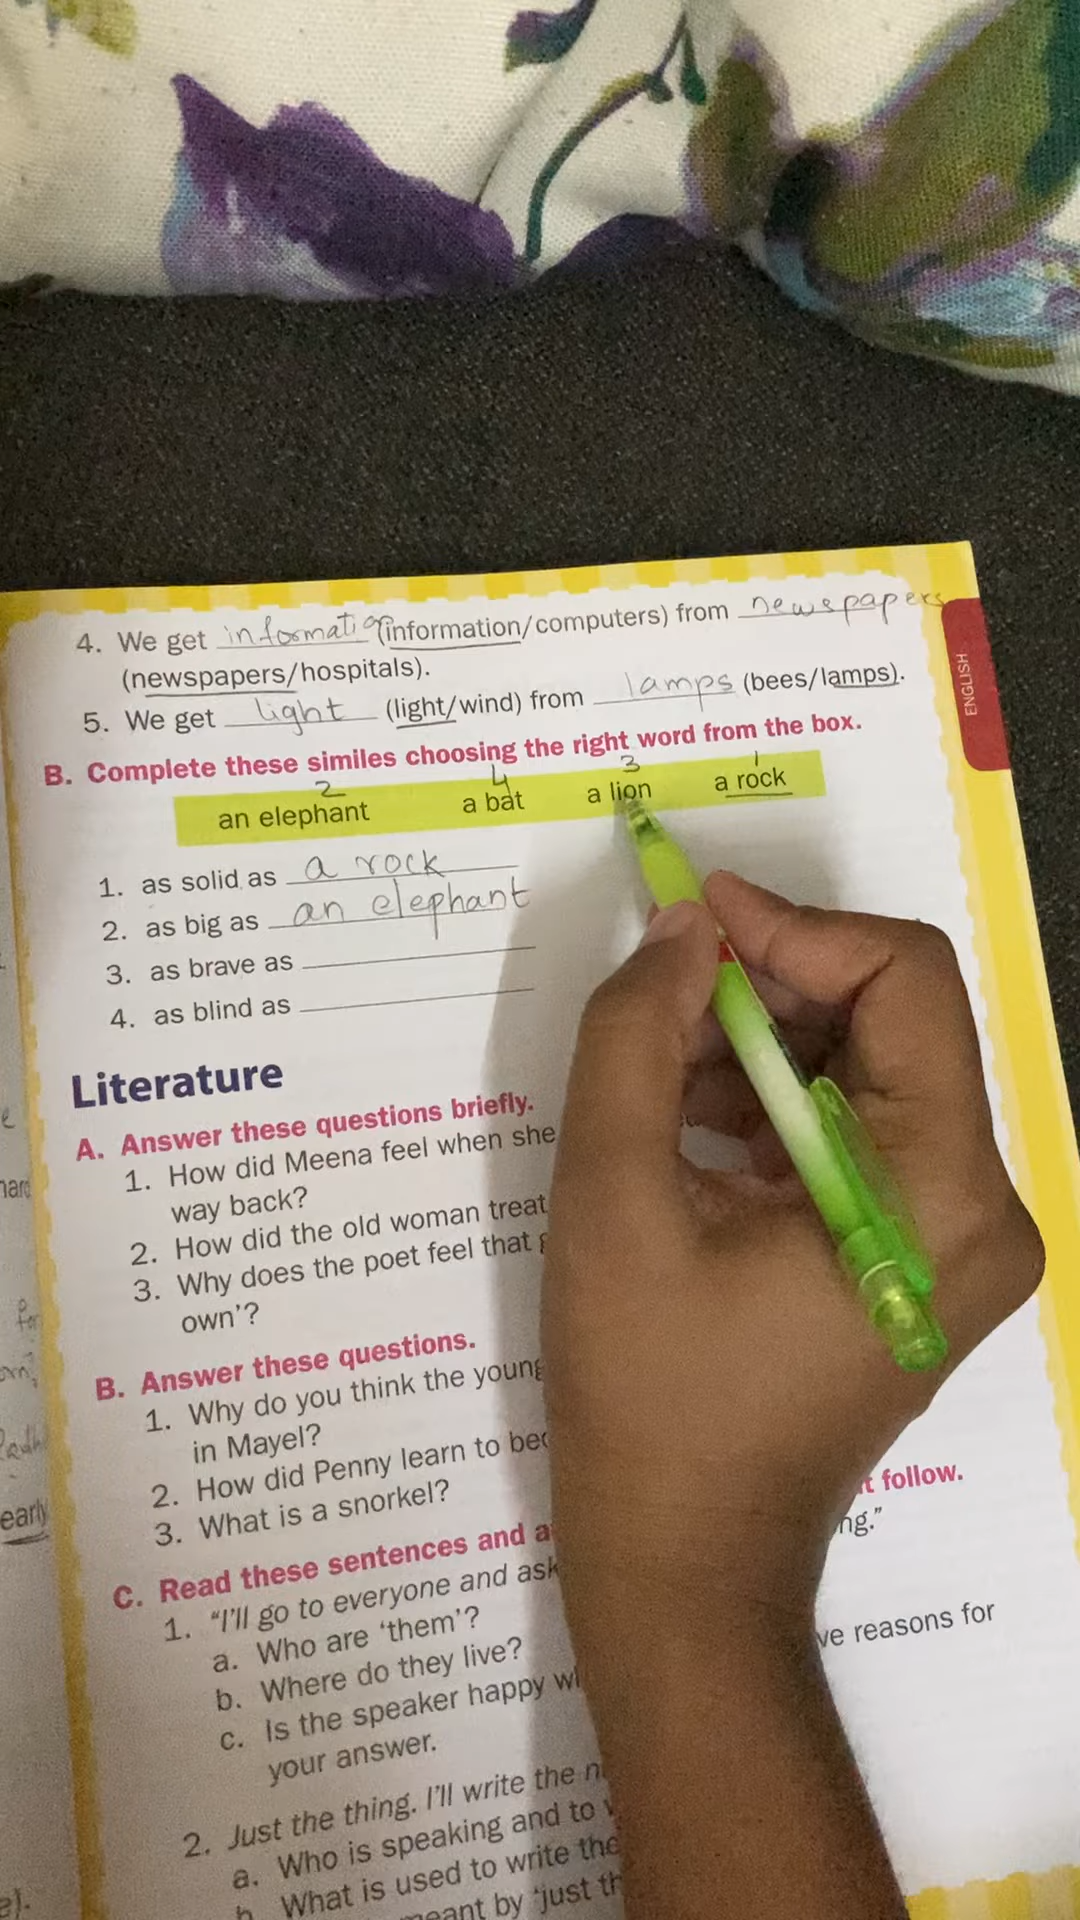 4. We get informati (information/computers) from newspapers
(newspapers/hospitals).
5. We get light (light/wind) from lamps (bees/lamps).
B. Complete these similes choosing the right word from the box.
2 4 3 1
an elephant a bat a lion a rock
1. as solid as a rock
2. as big as an elephant
3. as brave as
4. as blind as
ENGLISH
Literature
A. Answer these questions briefly.
1. How did Meena feel when she
way back?
2. How did the old woman treat
3. Why does the poet feel that
own'?
B. Answer these questions.
1. Why do you think the young
in Mayel?
2. How did Penny learn to
3. What is a snorkel?
C. Read these sentences and follow.
1. "I'll go to everyone and ask ng."
a. Who are 'them'?
b. Where do they live?
c. Is the speaker happy ve reasons for
your answer.
2. Just the thing. I'll write the
a. Who is speaking and to
What is used to write the
meant by 'just
early